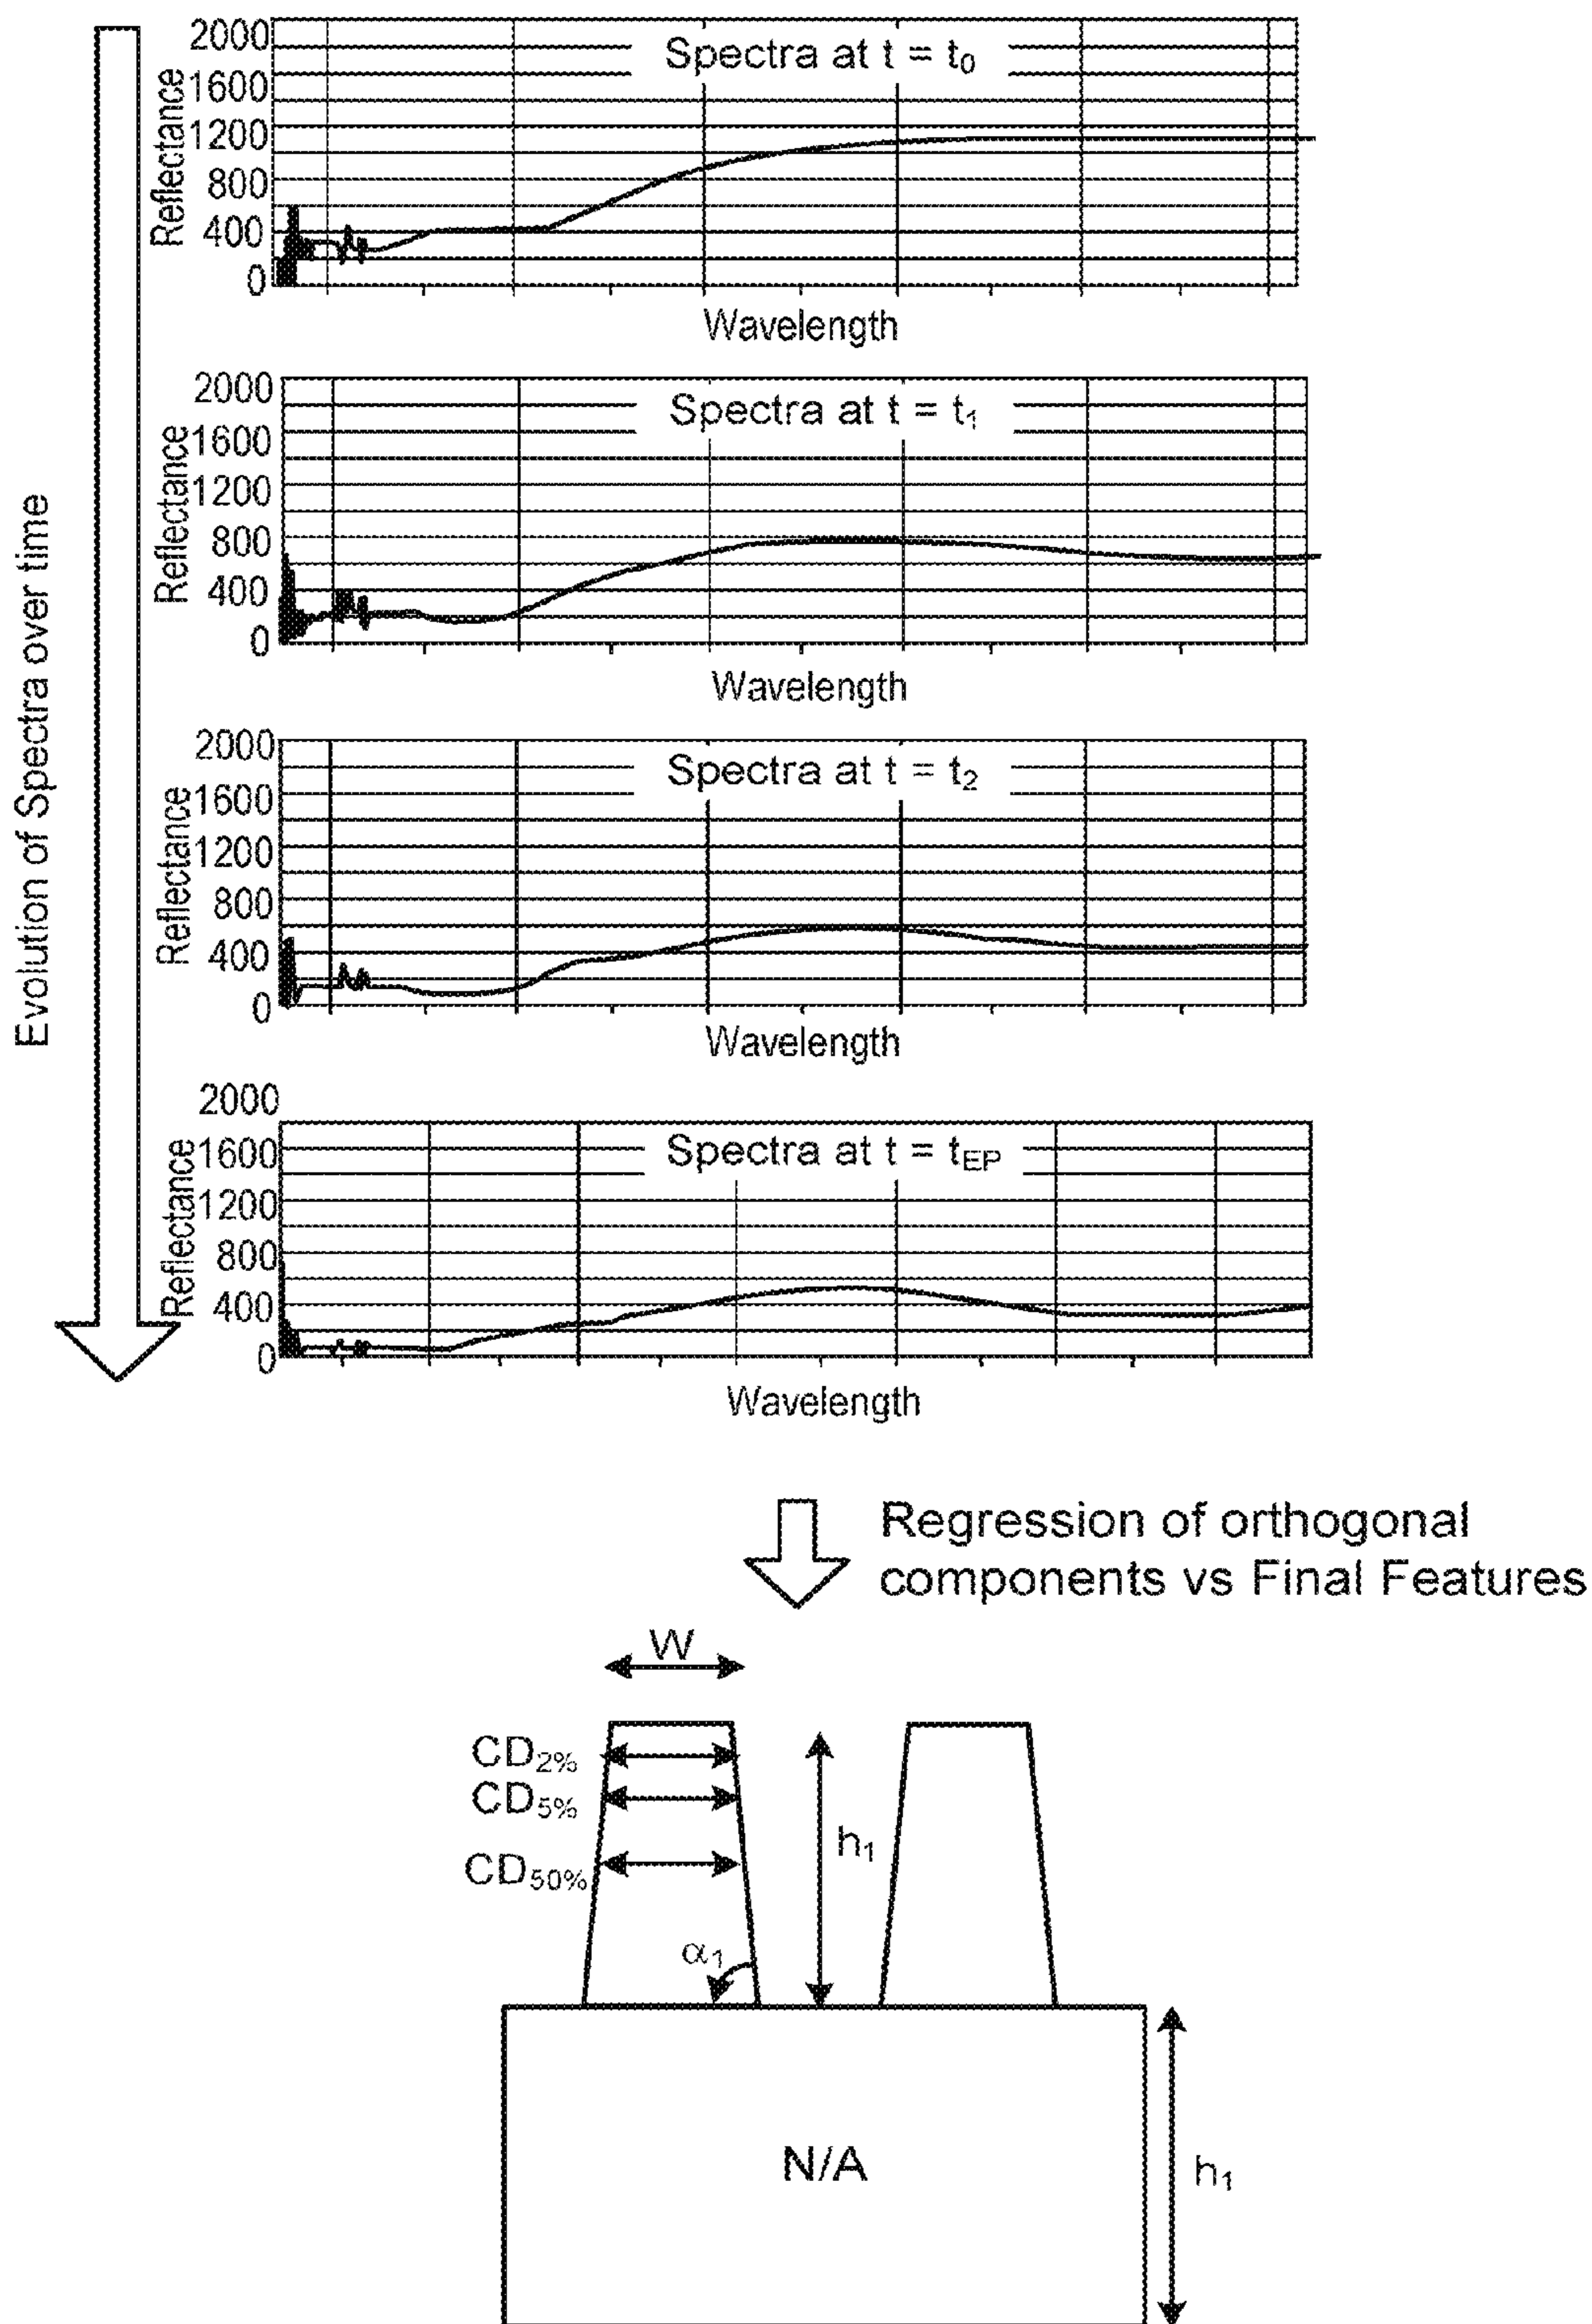 Evolution of Spectra over time
Spectra at t = t0
Reflectance
2000
1600
1200
800
400
0
Wavelength
Spectra at t = t1
Reflectance
2000
1600
1200
800
400
0
Wavelength
Spectra at t = t2
Reflectance
2000
1600
1200
800
400
0
Wavelength
Spectra at t = tEP
Reflectance
2000
1600
1200
800
400
0
Wavelength
Regression of orthogonal
components vs Final Features
W
CD2%
CD5%
CD50%
h1
α1
N/A
h1